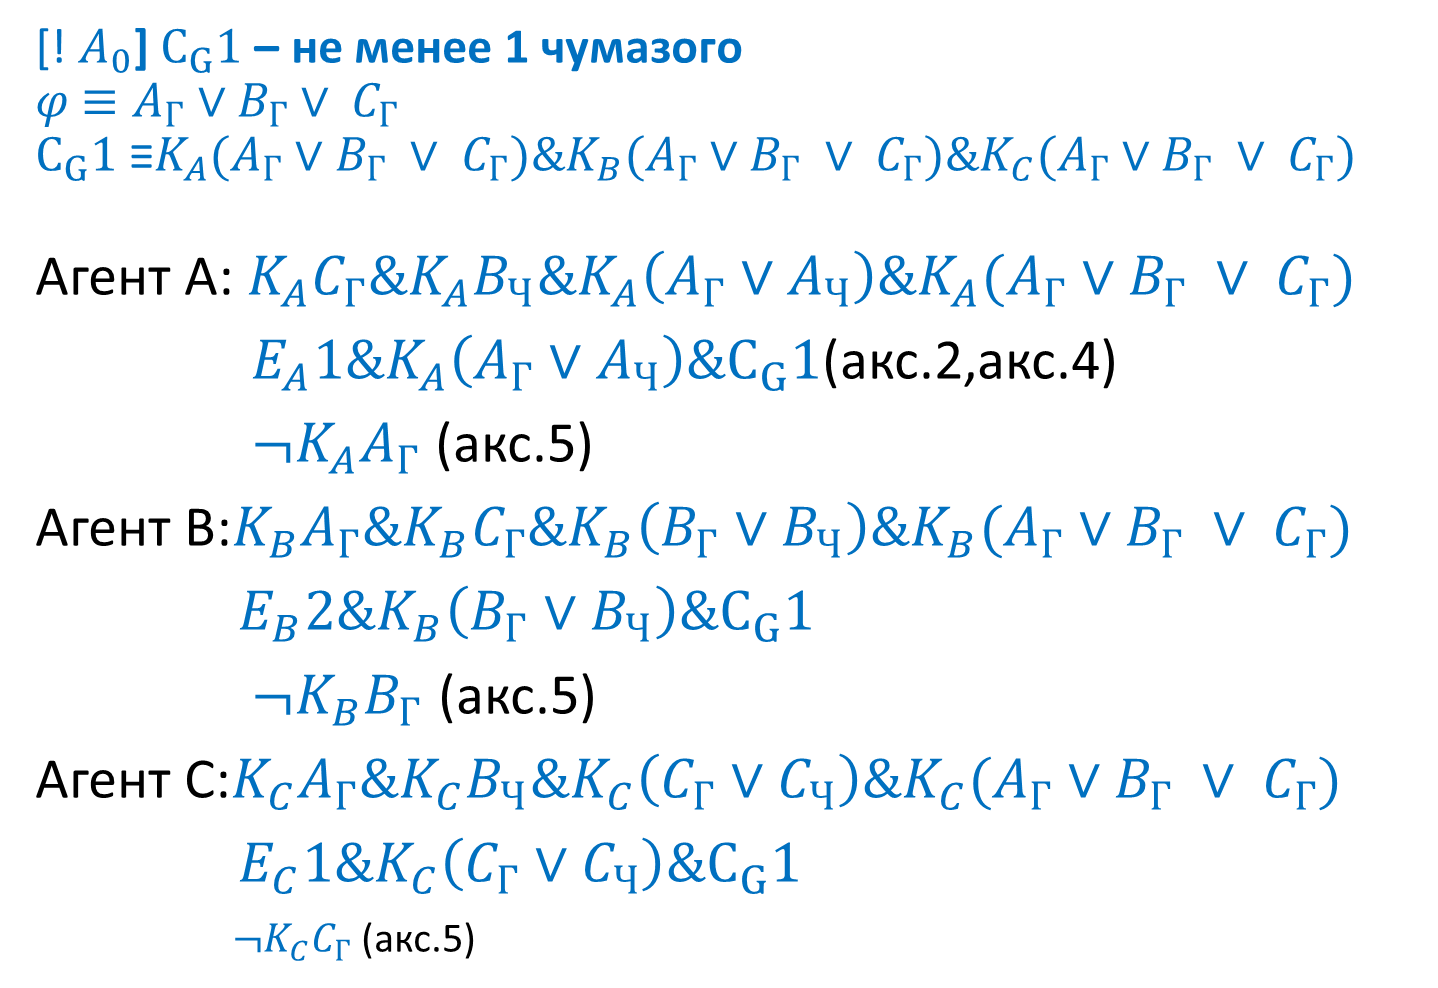 [! A₀] C_G1 – не менее 1 чумазого
φ ≡ A_Г ∨ B_Г ∨ C_Г
C_G1 ≡K_A(A_Г ∨ B_Г ∨ C_Г)&K_B(A_Г ∨ B_Г ∨ C_Г)&K_C(A_Г ∨ B_Г ∨ C_Г)
Агент A: K_AC_Г&K_AB_Ч&K_A(A_Г ∨ A_Ч)&K_A(A_Г ∨ B_Г ∨ C_Г)
E_A1&K_A(A_Г ∨ A_Ч)&C_G1(акс.2,акс.4)
¬K_AA_Г (акс.5)
Агент B:K_BA_Г&K_BC_Г&K_B(B_Г ∨ B_Ч)&K_B(A_Г ∨ B_Г ∨ C_Г)
E_B2&K_B(B_Г ∨ B_Ч)&C_G1
¬K_BB_Г (акс.5)
Агент C:K_CA_Г&K_CB_Ч&K_C(C_Г ∨ C_Ч)&K_C(A_Г ∨ B_Г ∨ C_Г)
E_C1&K_C(C_Г ∨ C_Ч)&C_G1
¬K_CC_Г (акс.5)